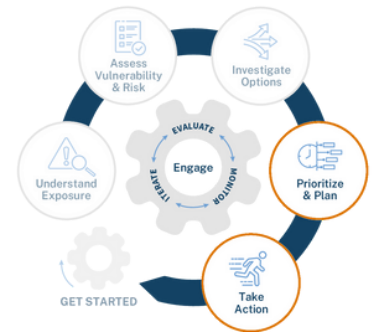 Assess
Vulnerability
& Risk
Investigate
Options
Understand
Exposure
EVALUATE
MONITOR
ITERATE
Engage
Prioritize
& Plan
Take
Action
GET STARTED